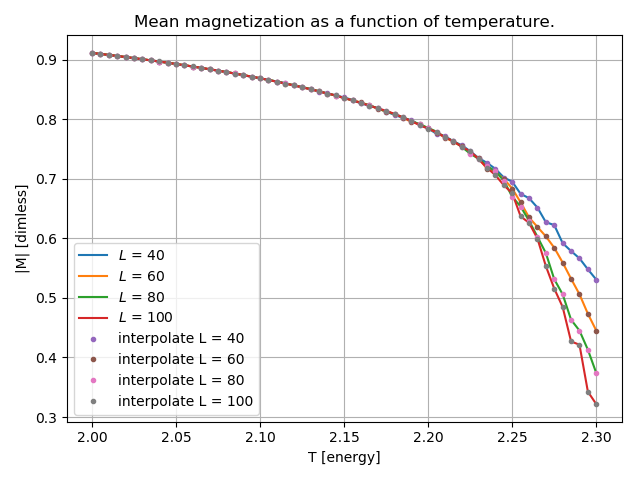 Mean magnetization as a function of temperature.
|M| [dimless]
0.9
0.8
0.7
0.6
0.5
0.4
0.3
L = 40
L = 60
L = 80
L = 100
interpolate L = 40
interpolate L = 60
interpolate L = 80
interpolate L = 100
2.00 2.05 2.10 2.15 2.20 2.25 2.30
T [energy]